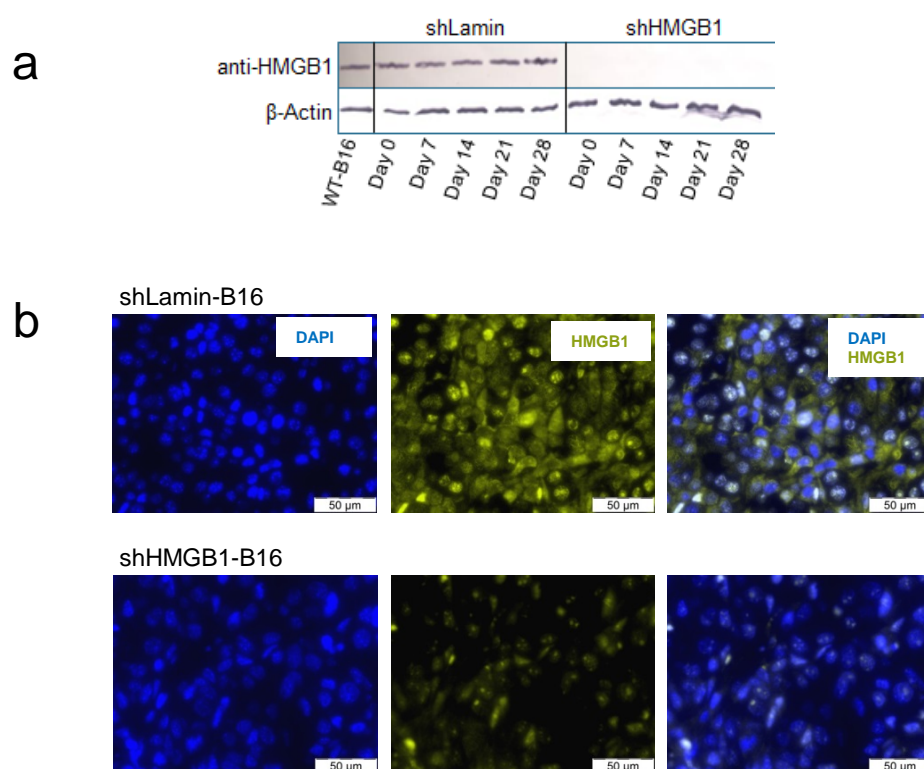 a
shLamin shHMGB1
anti-HMGB1
β-Actin
WT-B16 Day 0 Day 7 Day 14 Day 21 Day 28 Day 0 Day 7 Day 14 Day 21 Day 28
b
shLamin-B16
DAPI
HMGB1
DAPI
HMGB1
50 µm 50 µm 50 µm
shHMGB1-B16
50 µm 50 µm 50 µm